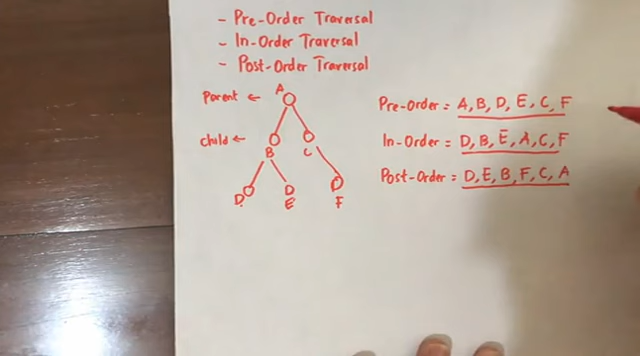 - Pre-Order Traversal
- In-Order Traversal
- Post-Order Traversal
A
Parent ←
Child ←
B
C
D
E
F
Pre-Order = A, B, D, E, C, F
In-Order = D, B, E, A, C, F
Post-Order = D, E, B, F, C, A